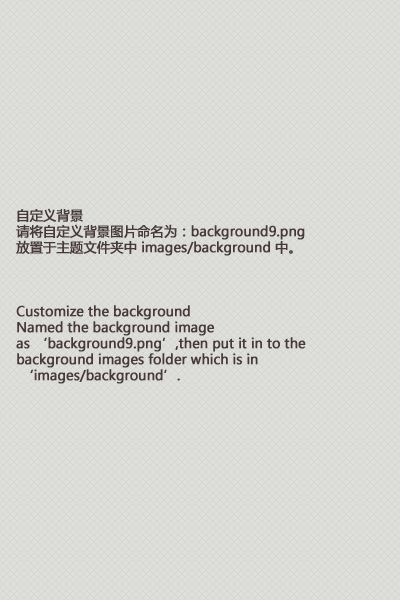 自定义背景
请将自定义背景图片命名为：background9.png
放置于主题文件夹中 images/background 中。
Customize the background
Named the background image
as ‘background9.png‘,then put it in to the
background images folder which is in
‘images/background‘.